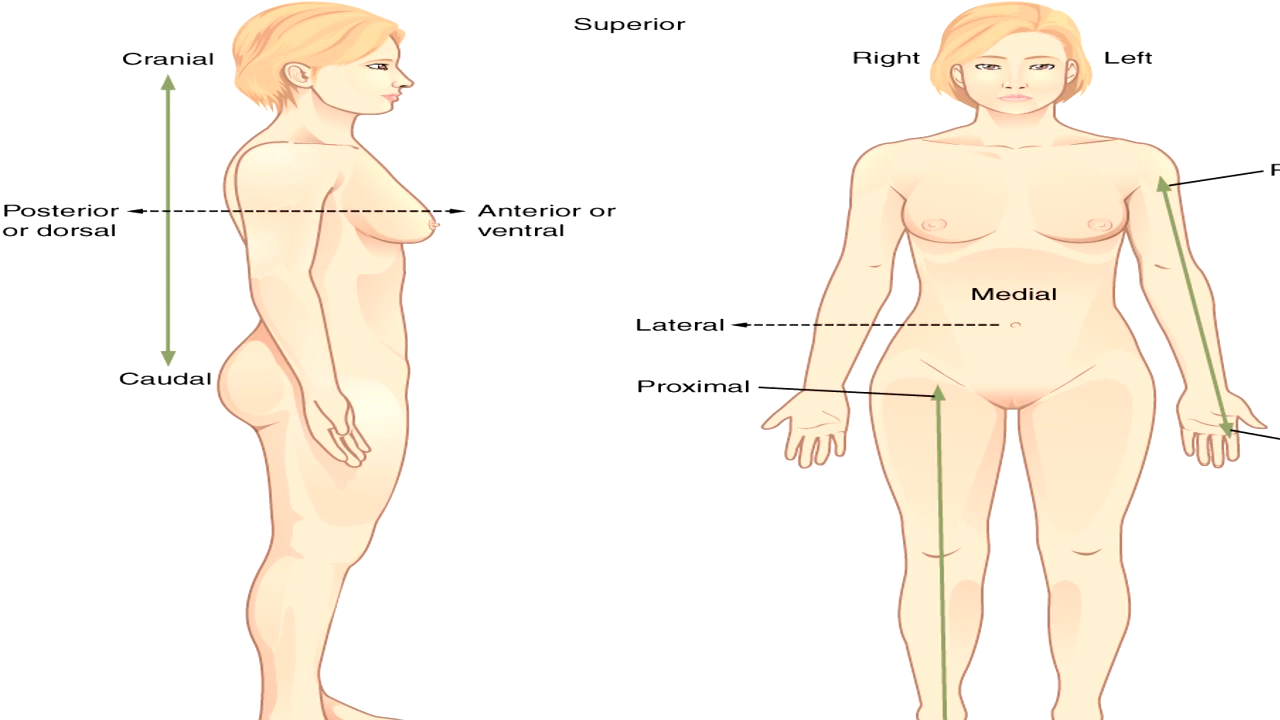 Superior
Cranial
Right
Left
Posterior
or dorsal
Anterior or
ventral
Medial
Lateral
Caudal
Proximal